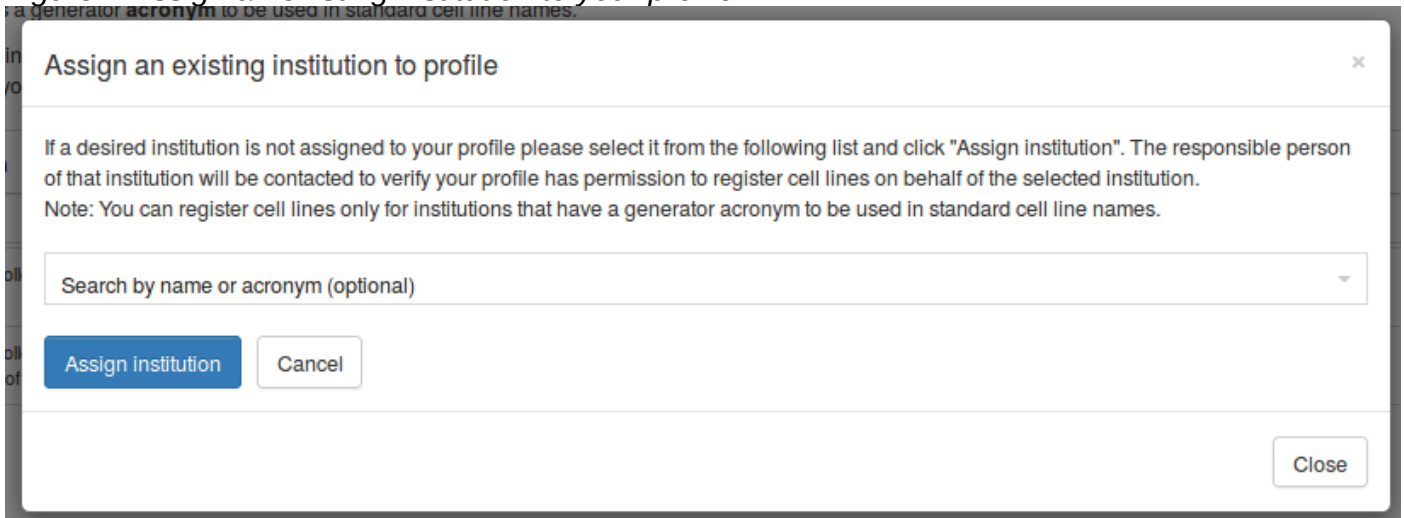 a generator acronym to be used in standard cell line names.
Assign an existing institution to profile
×
If a desired institution is not assigned to your profile please select it from the following list and click "Assign institution". The responsible person
of that institution will be contacted to verify your profile has permission to register cell lines on behalf of the selected institution.
Note: You can register cell lines only for institutions that have a generator acronym to be used in standard cell line names.
Search by name or acronym (optional)
Assign institution
Cancel
Close